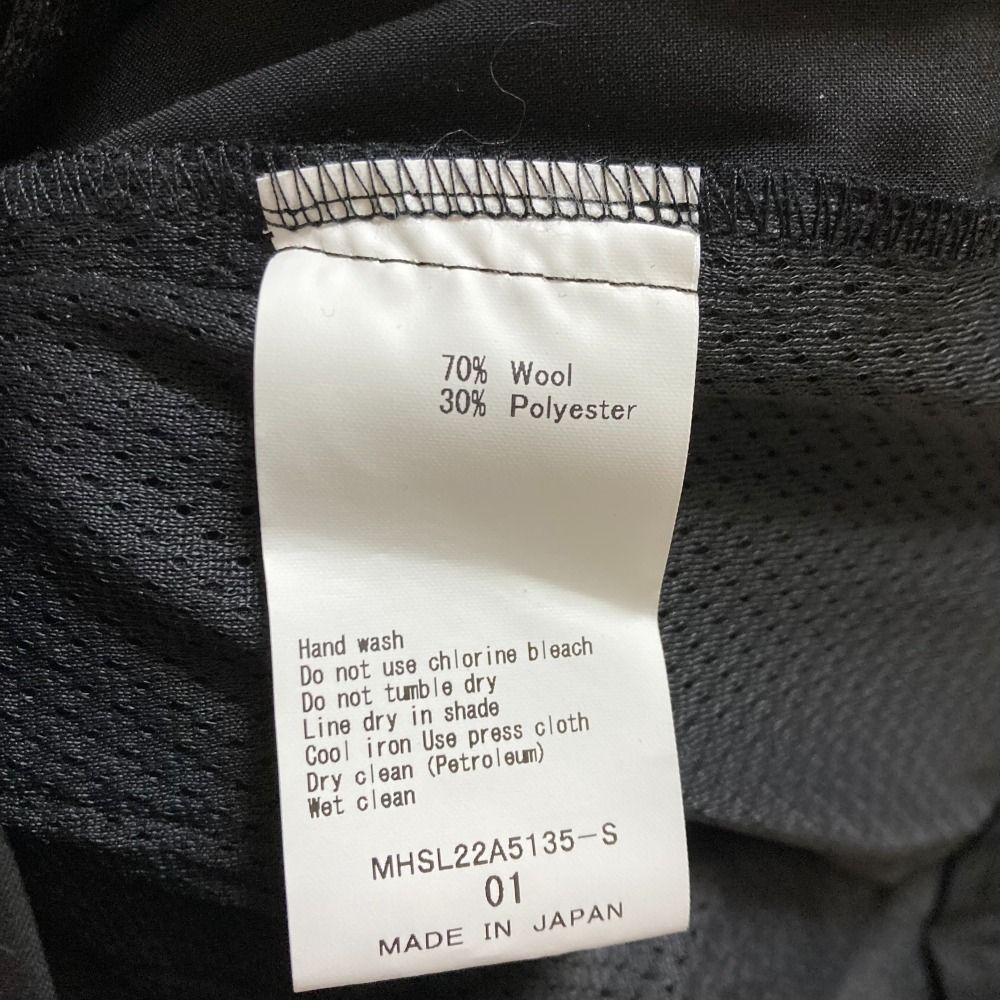 70% Wool
30% Polyester
Hand wash
Do not use chlorine bleach
Do not tumble dry
Line dry in shade
Cool iron Use press cloth
Dry clean (Petroleum)
Wet clean
MHSL22A5135-S
01
MADE IN JAPAN